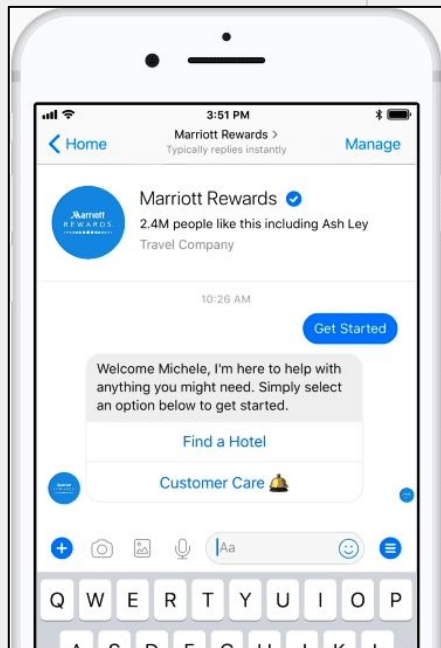 3:51 PM
Home
Marriott Rewards >
Manage
Typically replies instantly
Marriott
REWARDS
Marriott Rewards
2.4M people like this including Ash Ley
Travel Company
10:26 AM
Get Started
Welcome Michele, I'm here to help with
anything you might need. Simply select
an option below to get started.
Find a Hotel
Customer Care
Aa
Q W E R T Y U I O P
A S D F G H J K L